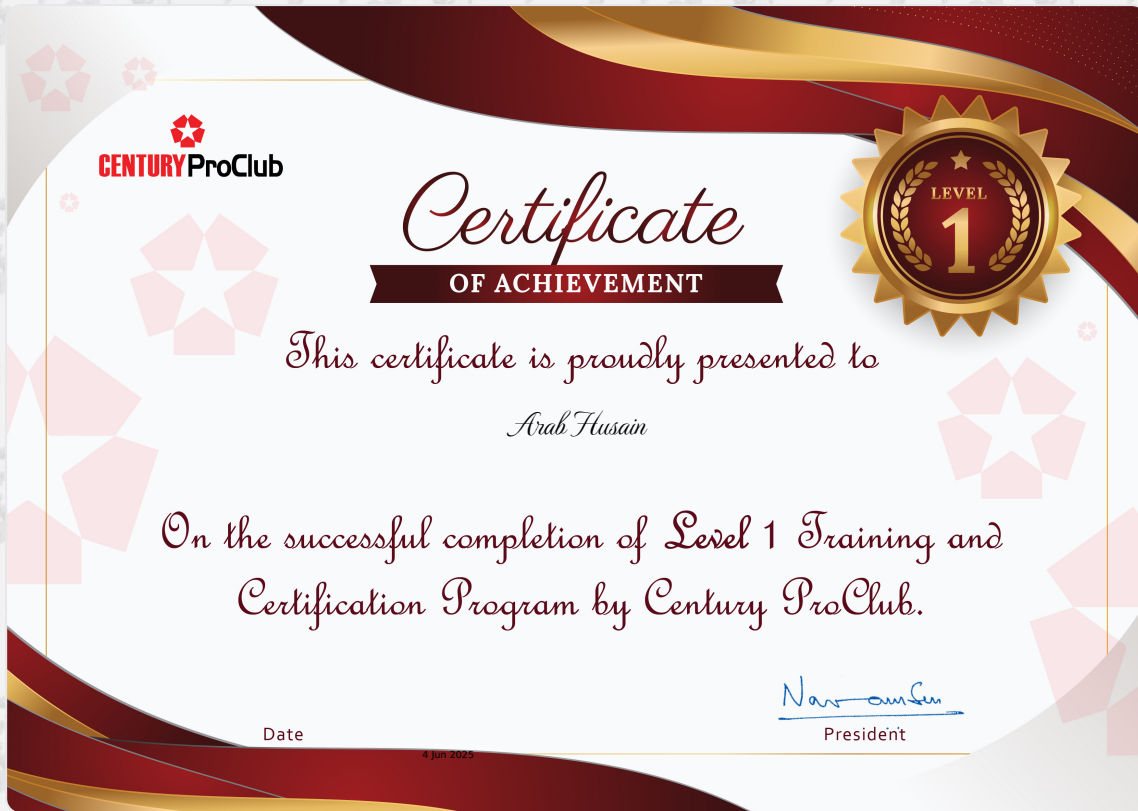 CENTURY ProClub
LEVEL
1
Certificate
OF ACHIEVEMENT
This certificate is proudly presented to
Arab Husain
On the successful completion of Level 1 Training and
Certification Program by Century ProClub.
Date
President
4 Jun 2025